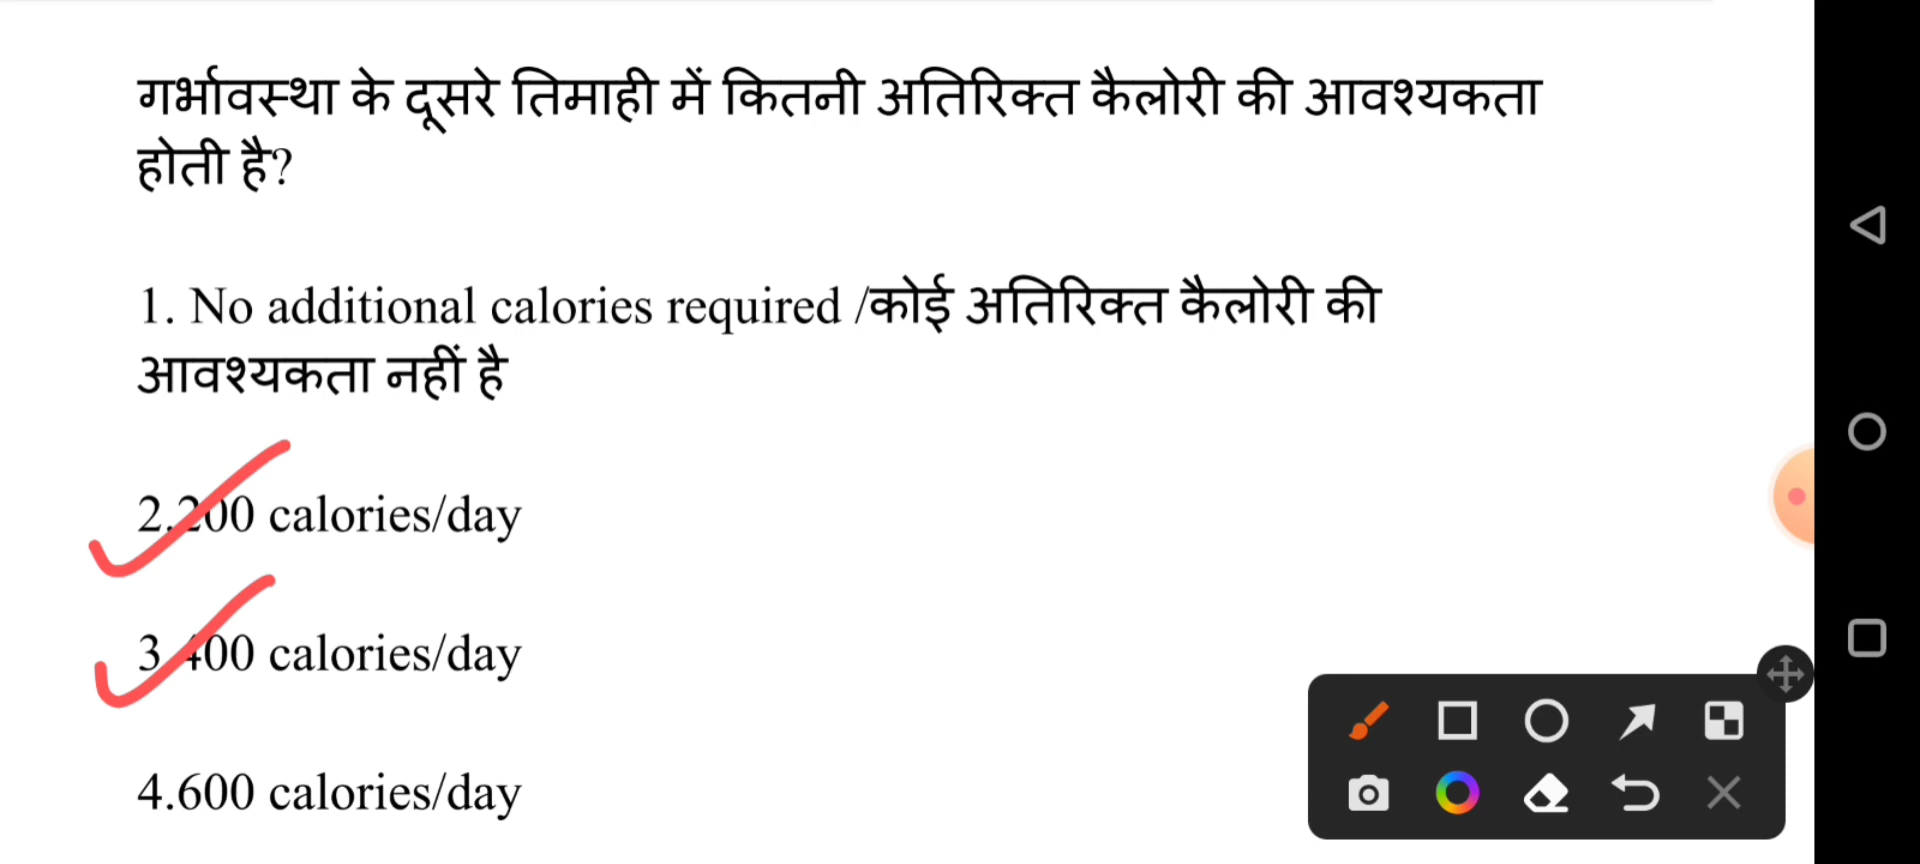 गर्भावस्था के दूसरे तिमाही में कितनी अतिरिक्त कैलोरी की आवश्यकता
होती है?
1. No additional calories required /कोई अतिरिक्त कैलोरी की
आवश्यकता नहीं है
2.200 calories/day
3.400 calories/day
4.600 calories/day